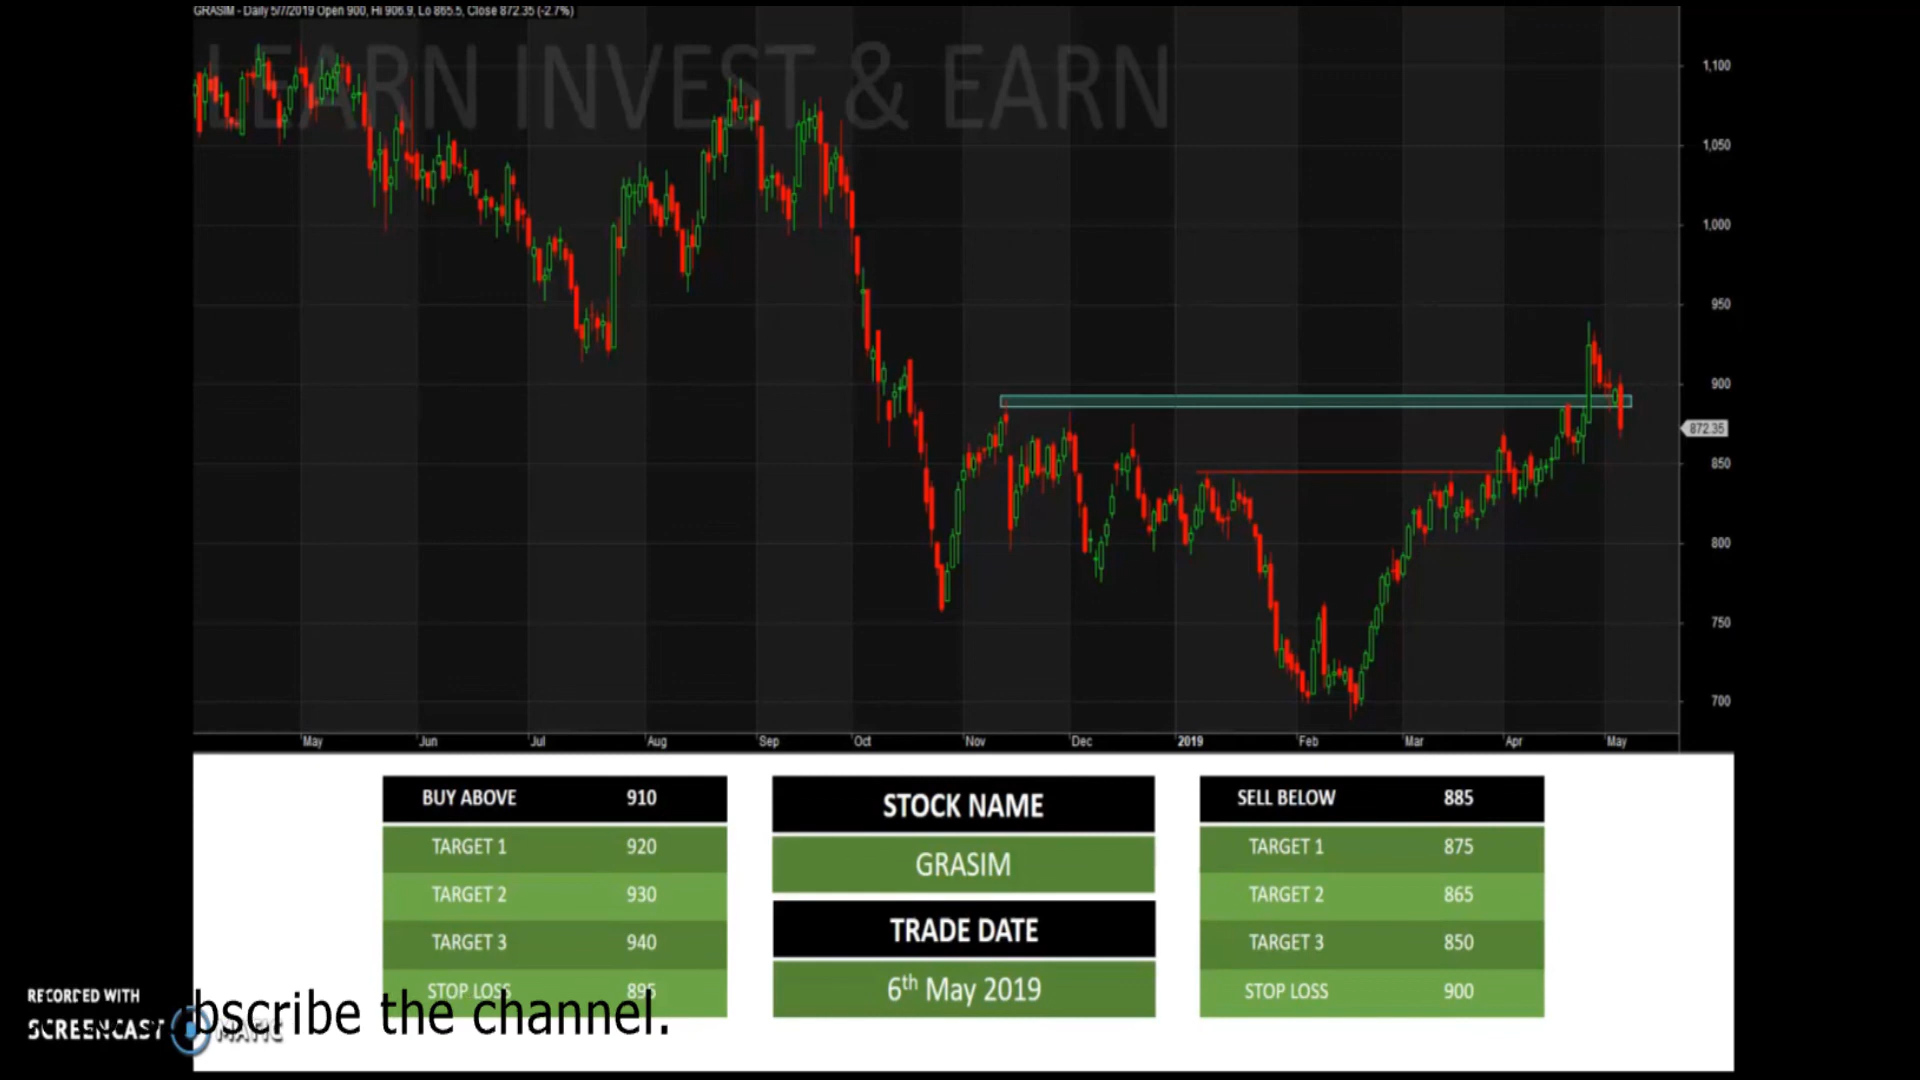 GRASIM - Daily 5/7/2019 Open 900, Hi 906.9, Lo 865.5, Close 872.35 (-2.7%)
LEARN INVEST & EARN
1,100
1,050
1,000
950
900
872.35
850
800
750
700
May Jun Jul Aug Sep Oct Nov Dec 2019 Feb Mar Apr May
BUY ABOVE 910
TARGET 1 920
TARGET 2 930
TARGET 3 940
STOP LOSS 895
STOCK NAME
GRASIM
TRADE DATE
6th May 2019
SELL BELOW 885
TARGET 1 875
TARGET 2 865
TARGET 3 850
STOP LOSS 900
RECORDED WITH
SCREENCAST MATIC
bscribe the channel.